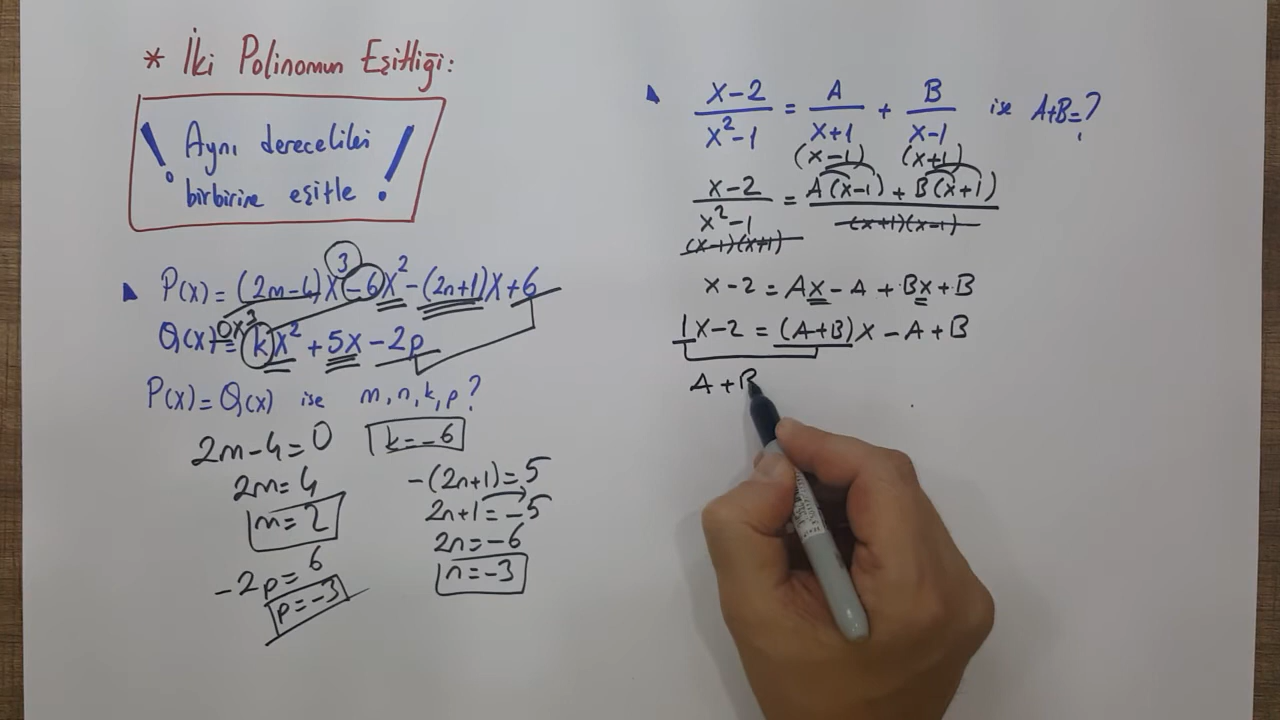 * İki Polinomun Eşitliği:
! Aynı derecelileri
birbirine eşitle !
P(x) = (2m-4)x³ -6x² -(2n+1)x +6
0x³
Q(x) = kx² + 5x - 2p
P(x) = Q(x) ise m, n, k, p?
2m-4=0
k=-6
2m=4
m=2
-2p=6
p=-3
-(2n+1)=5
2n+1=-5
2n=-6
n=-3
x-2/x²-1 = A/x+1 + B/x-1 ise A+B=?
(x-1) (x+1)
x-2/x²-1 = A(x-1) + B(x+1)/(x+1)(x-1)
(x-1)(x+1)
x-2 = Ax - A + Bx + B
1x-2 = (A+B)x - A + B
A+B